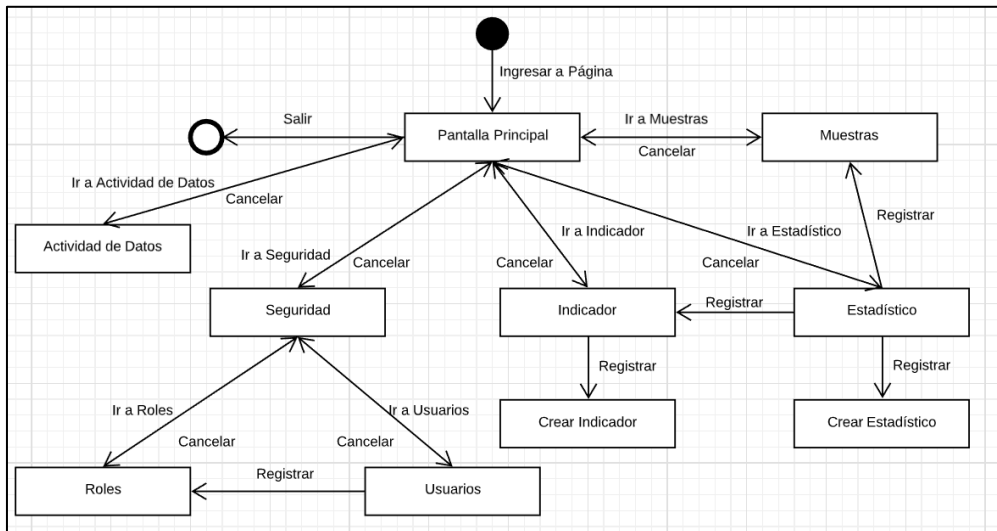 Ingresar a Página
Salir
Pantalla Principal
Ir a Muestras
Cancelar
Muestras
Ir a Actividad de Datos
Cancelar
Actividad de Datos
Ir a Seguridad
Cancelar
Ir a Indicador
Cancelar
Ir a Estadístico
Cancelar
Registrar
Seguridad
Indicador
Registrar
Estadístico
Registrar
Registrar
Crear Indicador
Crear Estadístico
Ir a Roles
Cancelar
Ir a Usuarios
Cancelar
Roles
Registrar
Usuarios